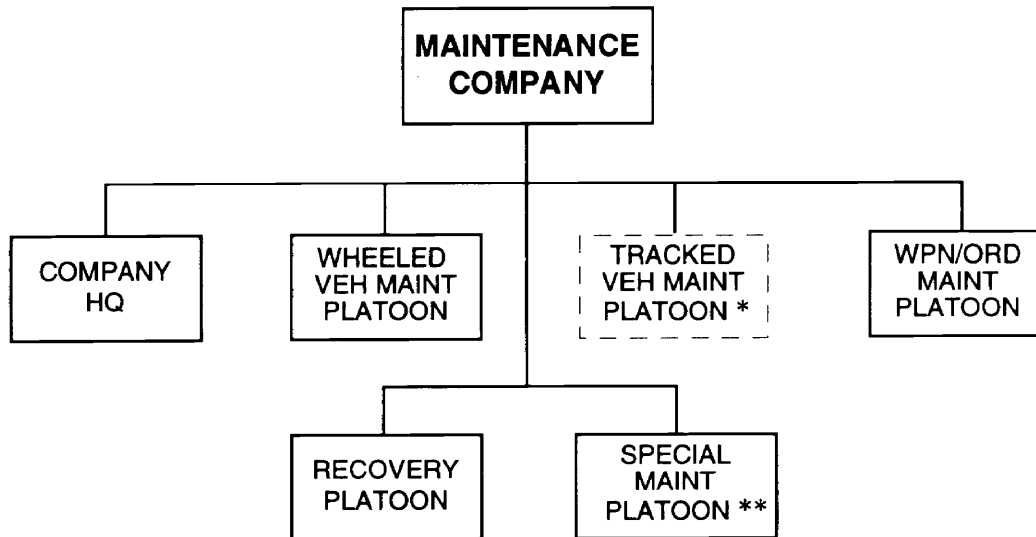 MAINTENANCE
COMPANY
COMPANY
HQ
WHEELED
VEH MAINT
PLATOON
TRACKED
VEH MAINT
PLATOON *
WPN/ORD
MAINT
PLATOON
RECOVERY
PLATOON
SPECIAL
MAINT
PLATOON **